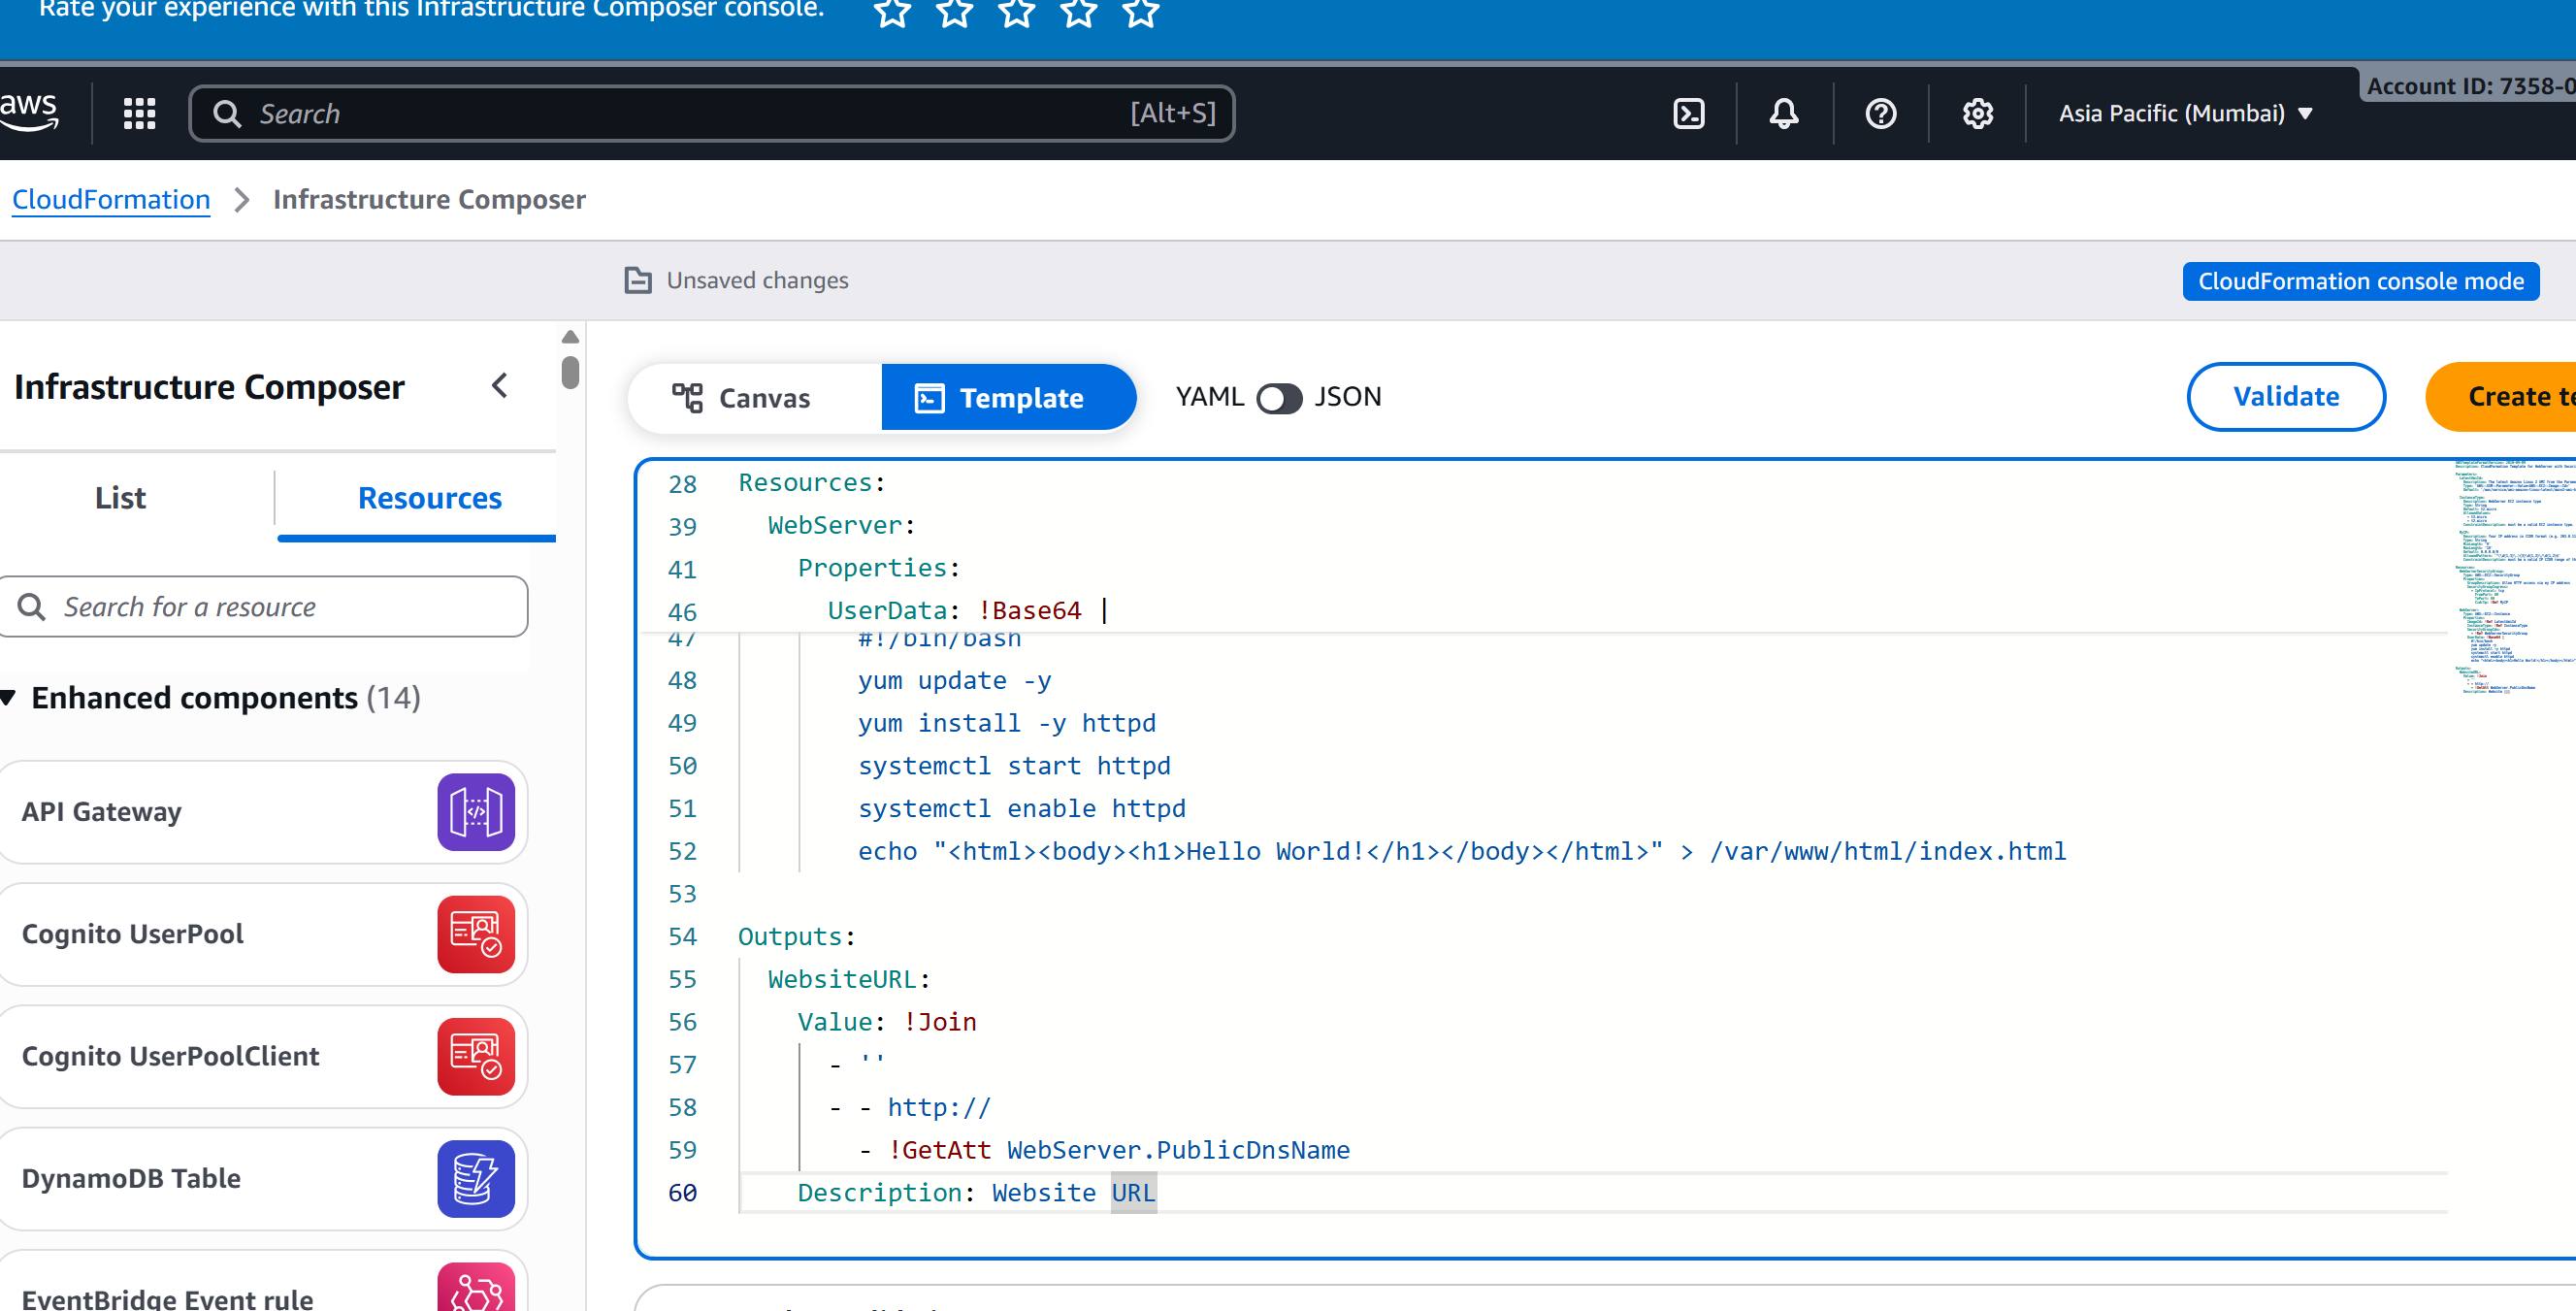 Rate your experience with this Infrastructure Composer console.
aws
Search
[Alt+S]
Asia Pacific (Mumbai)
Account ID: 7358-0
CloudFormation
Infrastructure Composer
Unsaved changes
CloudFormation console mode
Infrastructure Composer
Canvas
Template
YAML
JSON
Validate
Create te
List
Resources
Search for a resource
Enhanced components (14)
API Gateway
Cognito UserPool
Cognito UserPoolClient
DynamoDB Table
EventBridge Event rule
28 Resources:
39   WebServer:
41     Properties:
46       UserData: !Base64 |
47         #!/bin/bash
48         yum update -y
49         yum install -y httpd
50         systemctl start httpd
51         systemctl enable httpd
52         echo "<html><body><h1>Hello World!</h1></body></html>" > /var/www/html/index.html
53
54 Outputs:
55   WebsiteURL:
56     Value: !Join
57       - ''
58       - - http://
59         - !GetAtt WebServer.PublicDnsName
60     Description: Website URL